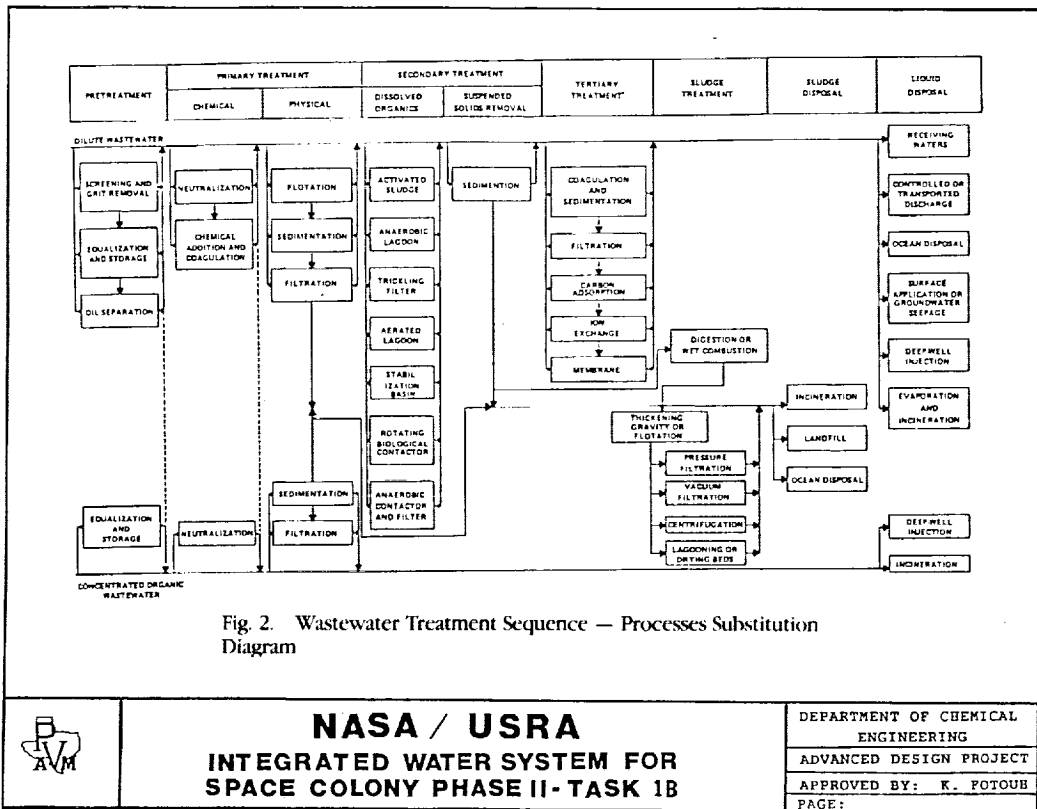 PRETREATMENT
PRIMARY TREATMENT
CHEMICAL
PHYSICAL
SECONDARY TREATMENT
DISSOLVED
ORGANICS
SUSPENDED
SOLIDS REMOVAL
TERTIARY
TREATMENT
SLUDGE
TREATMENT
SLUDGE
DISPOSAL
LIQUID
DISPOSAL
DILUTE WASTEWATER
SCREENING AND
GRIT REMOVAL
EQUALIZATION
AND STORAGE
OIL SEPARATION
NEUTRALIZATION
CHEMICAL
ADDITION AND
COAGULATION
FLOTATION
SEDIMENTATION
FILTRATION
ACTIVATED
SLUDGE
ANAEROBIC
LAGOON
TRICKLING
FILTER
AERATED
LAGOON
STABIL
IZATION
BASIN
ROTATING
BIOLOGICAL
CONTACTOR
ANAEROBIC
CONTACTOR
AND FILTER
SEDIMENTION
COAGULATION
AND
SEDIMENTATION
FILTRATION
CARBON
ADSORPTION
ION
EXCHANGE
MEMBRANE
DIGESTION OR
WET COMBUSTION
THICKENING
GRAVITY OR
FLOTATION
PRESSURE
FILTRATION
VACUUM
FILTRATION
CENTRIFUGATION
LAGOONING OR
DRYING BEDS
INCINERATION
LANDFILL
OCEAN DISPOSAL
RECEIVING
WATERS
CONTROLLED OR
TRANSPORTED
DISCHARGE
OCEAN DISPOSAL
SURFACE
APPLICATION OR
GROUNDWATER
SEEPAGE
DEEPWELL
INJECTION
EVAPORATION
AND
INCINERATION
EQUALIZATION
AND
STORAGE
NEUTRALIZATION
SEDIMENTATION
FILTRATION
DEEPWELL
INJECTION
INCINERATION
CONCENTRATED ORGANIC
WASTEWATER
Fig. 2. Wastewater Treatment Sequence — Processes Substitution
Diagram
PVAM
NASA / USRA
INTEGRATED WATER SYSTEM FOR
SPACE COLONY PHASE II - TASK 1B
DEPARTMENT OF CHEMICAL
ENGINEERING
ADVANCED DESIGN PROJECT
APPROVED BY: K. FOTOUH
PAGE: